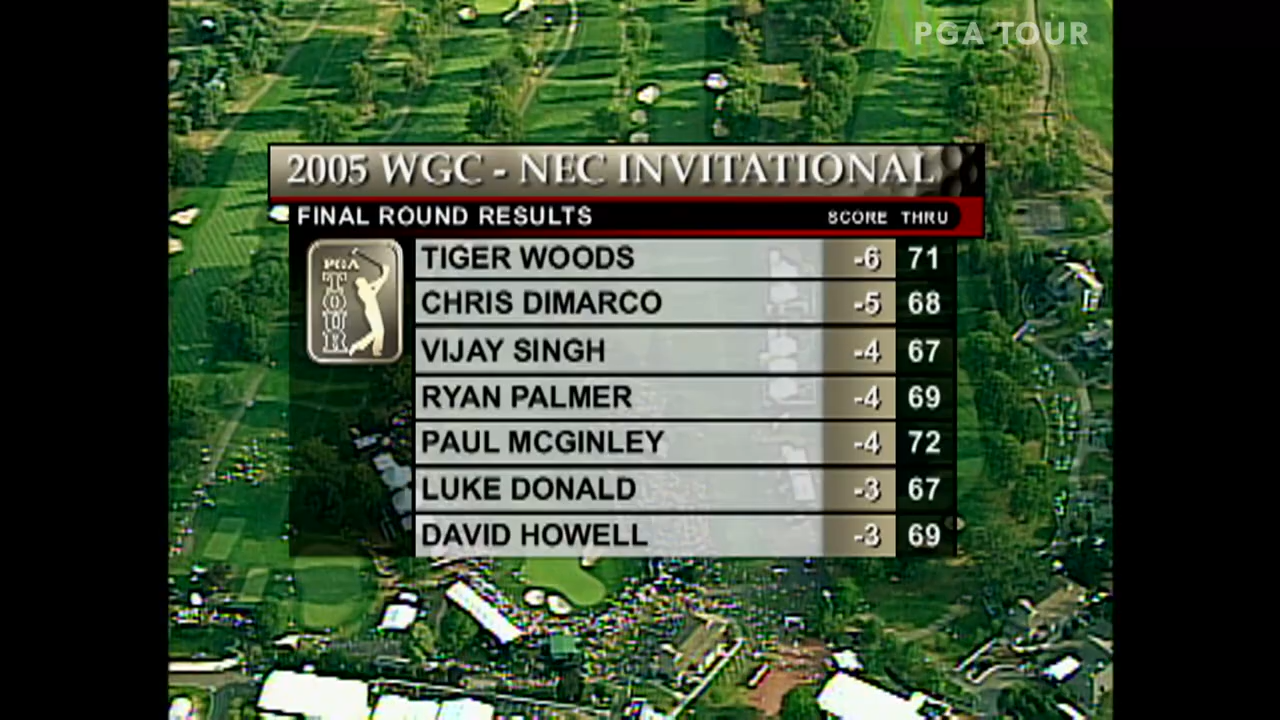 PGA TOUR
2005 WGC - NEC INVITATIONAL
FINAL ROUND RESULTS SCORE THRU
PGA TOUR
TIGER WOODS -6 71
CHRIS DIMARCO -5 68
VIJAY SINGH -4 67
RYAN PALMER -4 69
PAUL MCGINLEY -4 72
LUKE DONALD -3 67
DAVID HOWELL -3 69